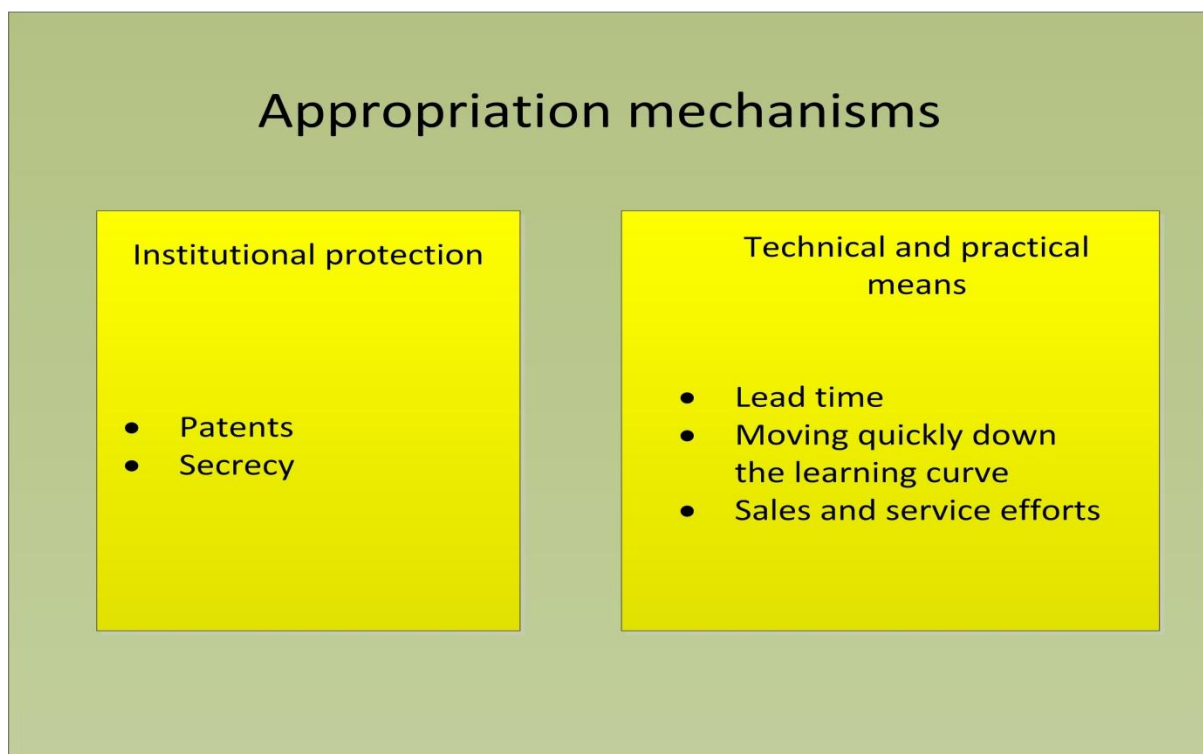 Appropriation mechanisms
Institutional protection
• Patents
• Secrecy
Technical and practical
means
• Lead time
• Moving quickly down
the learning curve
• Sales and service efforts